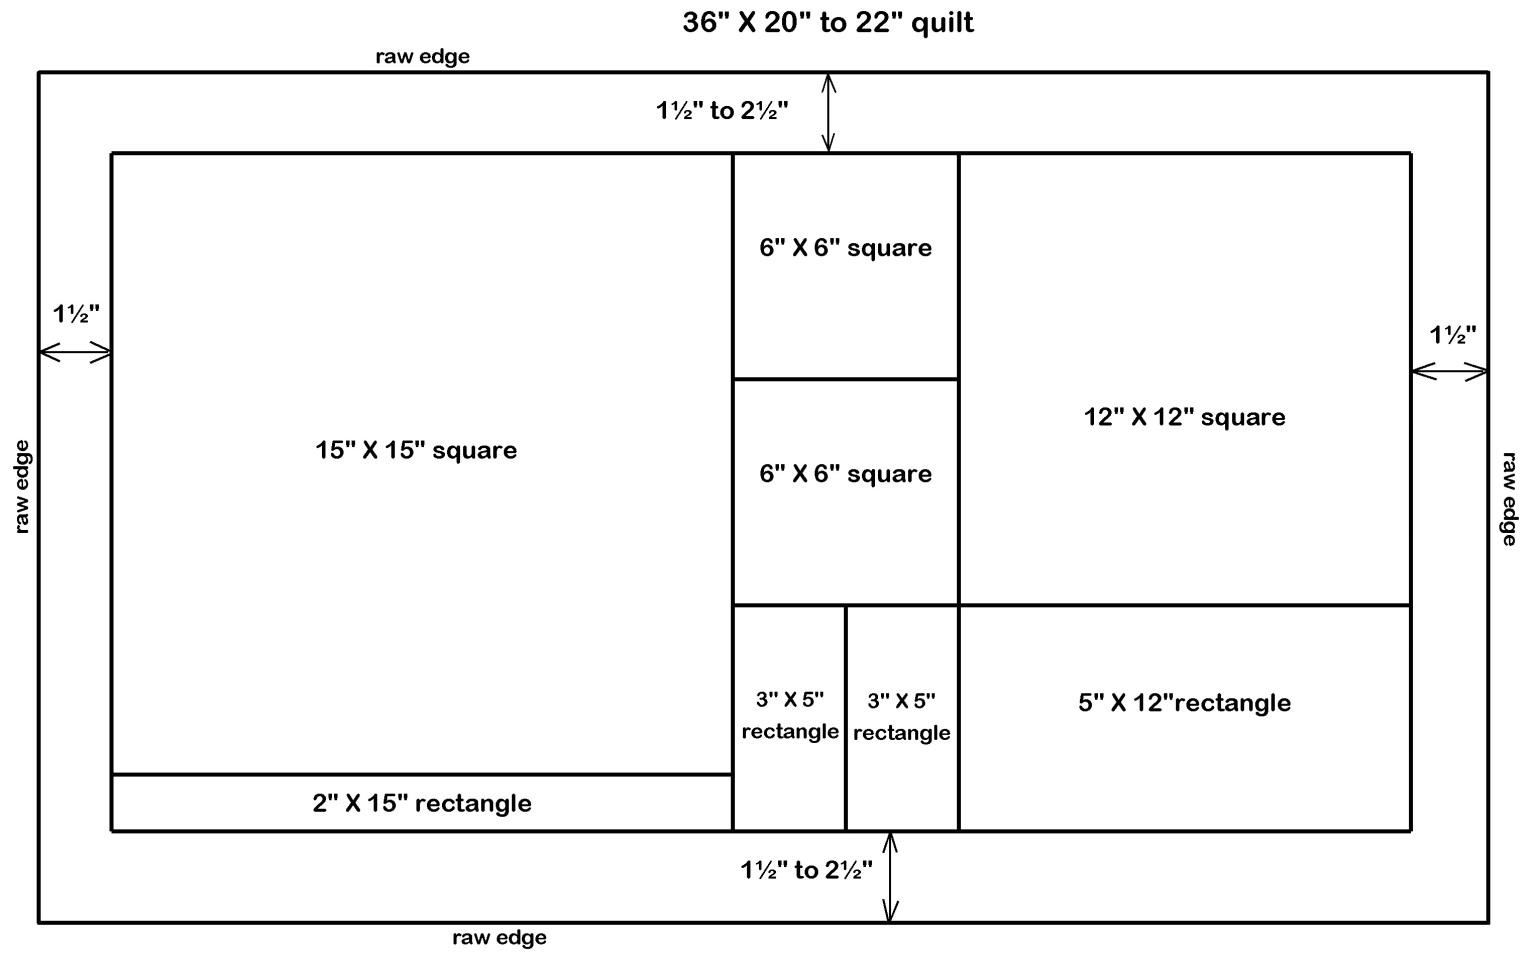 36" X 20" to 22" quilt
raw edge
1½" to 2½"
6" X 6" square
1½"
1½"
12" X 12" square
15" X 15" square
6" X 6" square
raw edge
raw edge
3" X 5"
rectangle
3" X 5"
rectangle
5" X 12"rectangle
2" X 15" rectangle
1½" to 2½"
raw edge